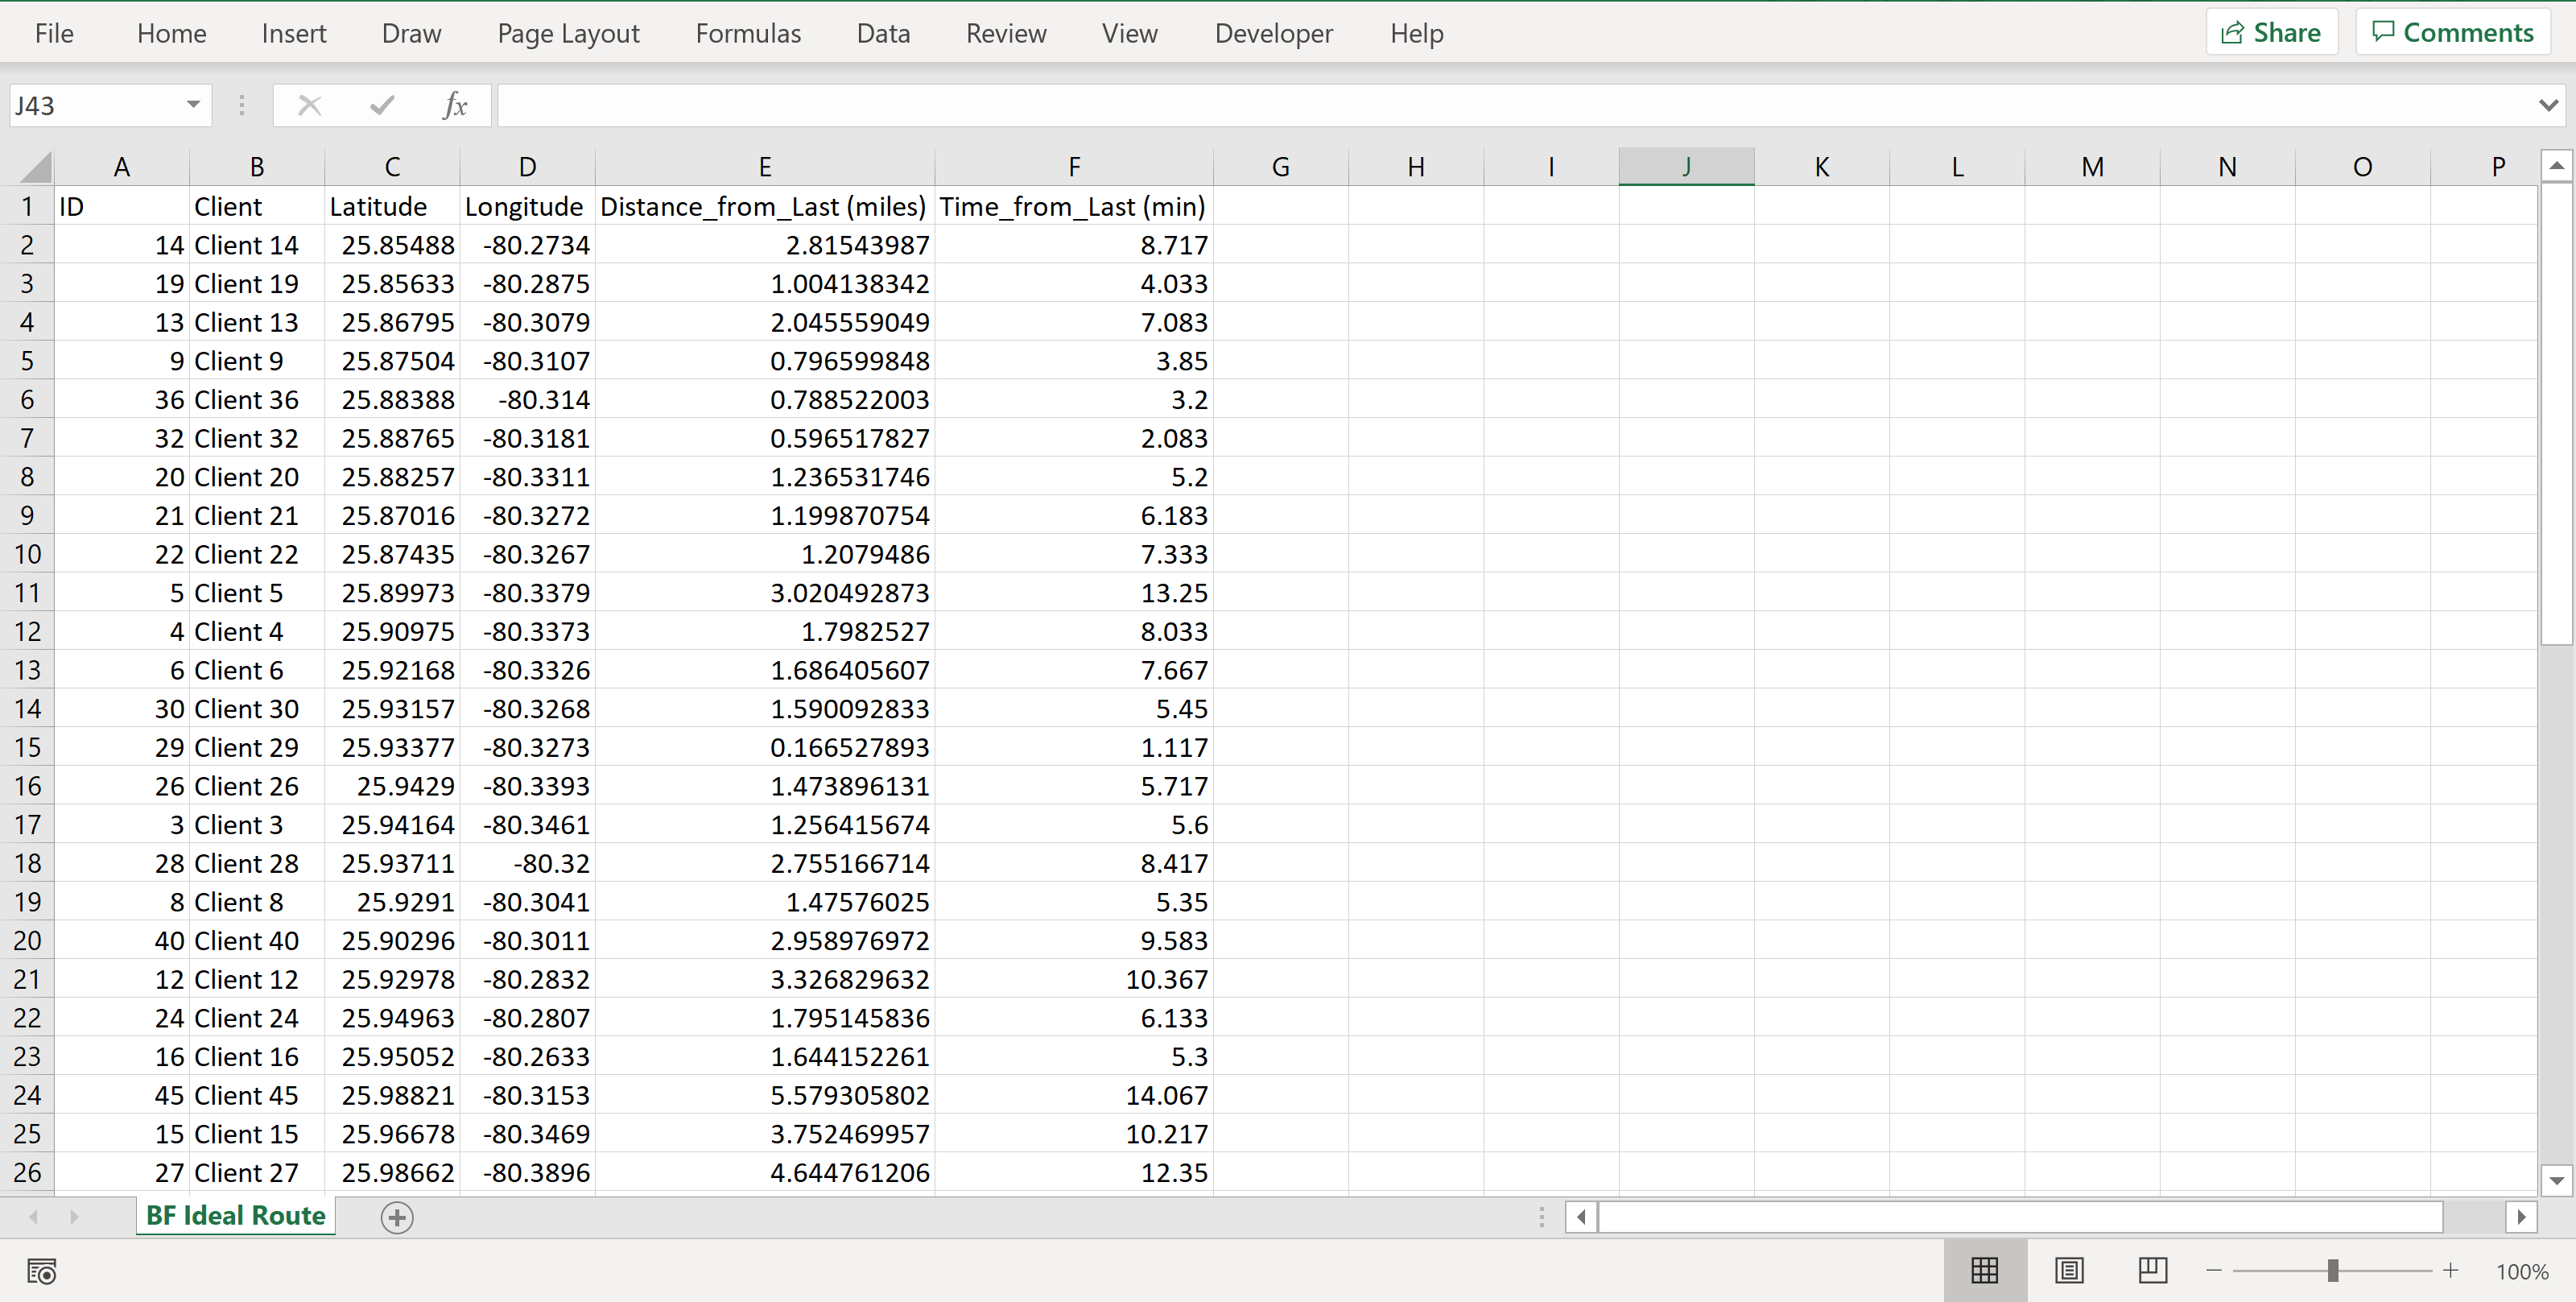 File Home Insert Draw Page Layout Formulas Data Review View Developer Help Share Comments
J43 fx
A B C D E F G H I J K L M N O P
1 ID Client Latitude Longitude Distance_from_Last (miles) Time_from_Last (min)
2 14 Client 14 25.85488 -80.2734 2.81543987 8.717
3 19 Client 19 25.85633 -80.2875 1.004138342 4.033
4 13 Client 13 25.86795 -80.3079 2.045559049 7.083
5 9 Client 9 25.87504 -80.3107 0.796599848 3.85
6 36 Client 36 25.88388 -80.314 0.788522003 3.2
7 32 Client 32 25.88765 -80.3181 0.596517827 2.083
8 20 Client 20 25.88257 -80.3311 1.236531746 5.2
9 21 Client 21 25.87016 -80.3272 1.199870754 6.183
10 22 Client 22 25.87435 -80.3267 1.2079486 7.333
11 5 Client 5 25.89973 -80.3379 3.020492873 13.25
12 4 Client 4 25.90975 -80.3373 1.7982527 8.033
13 6 Client 6 25.92168 -80.3326 1.686405607 7.667
14 30 Client 30 25.93157 -80.3268 1.590092833 5.45
15 29 Client 29 25.93377 -80.3273 0.166527893 1.117
16 26 Client 26 25.9429 -80.3393 1.473896131 5.717
17 3 Client 3 25.94164 -80.3461 1.256415674 5.6
18 28 Client 28 25.93711 -80.32 2.755166714 8.417
19 8 Client 8 25.9291 -80.3041 1.47576025 5.35
20 40 Client 40 25.90296 -80.3011 2.958976972 9.583
21 12 Client 12 25.92978 -80.2832 3.326829632 10.367
22 24 Client 24 25.94963 -80.2807 1.795145836 6.133
23 16 Client 16 25.95052 -80.2633 1.644152261 5.3
24 45 Client 45 25.98821 -80.3153 5.579305802 14.067
25 15 Client 15 25.96678 -80.3469 3.752469957 10.217
26 27 Client 27 25.98662 -80.3896 4.644761206 12.35
BF Ideal Route
100%